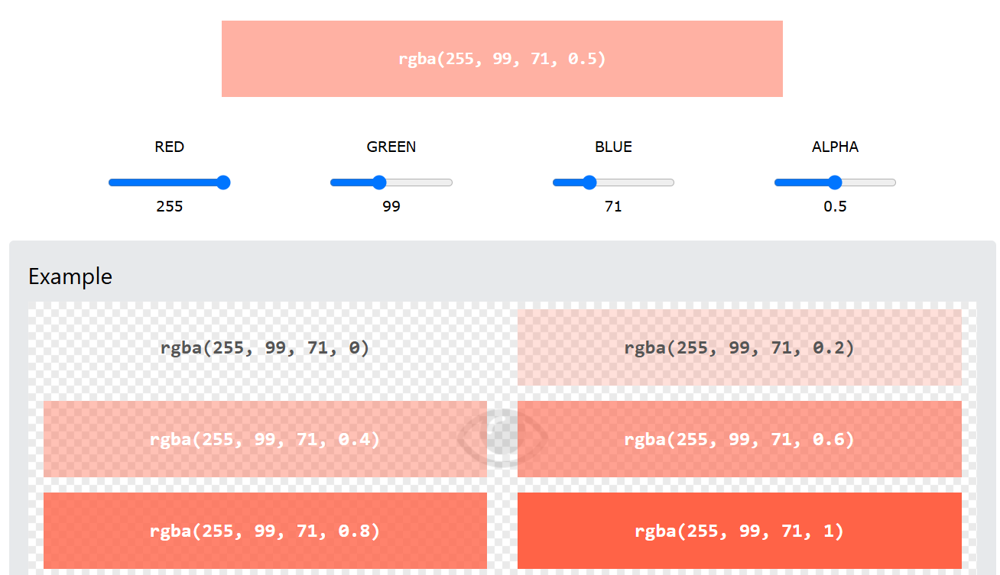 rgba(255, 99, 71, 0.5)
RED GREEN BLUE ALPHA
255 99 71 0.5
Example
rgba(255, 99, 71, 0) rgba(255, 99, 71, 0.2)
rgba(255, 99, 71, 0.4) rgba(255, 99, 71, 0.6)
rgba(255, 99, 71, 0.8) rgba(255, 99, 71, 1)